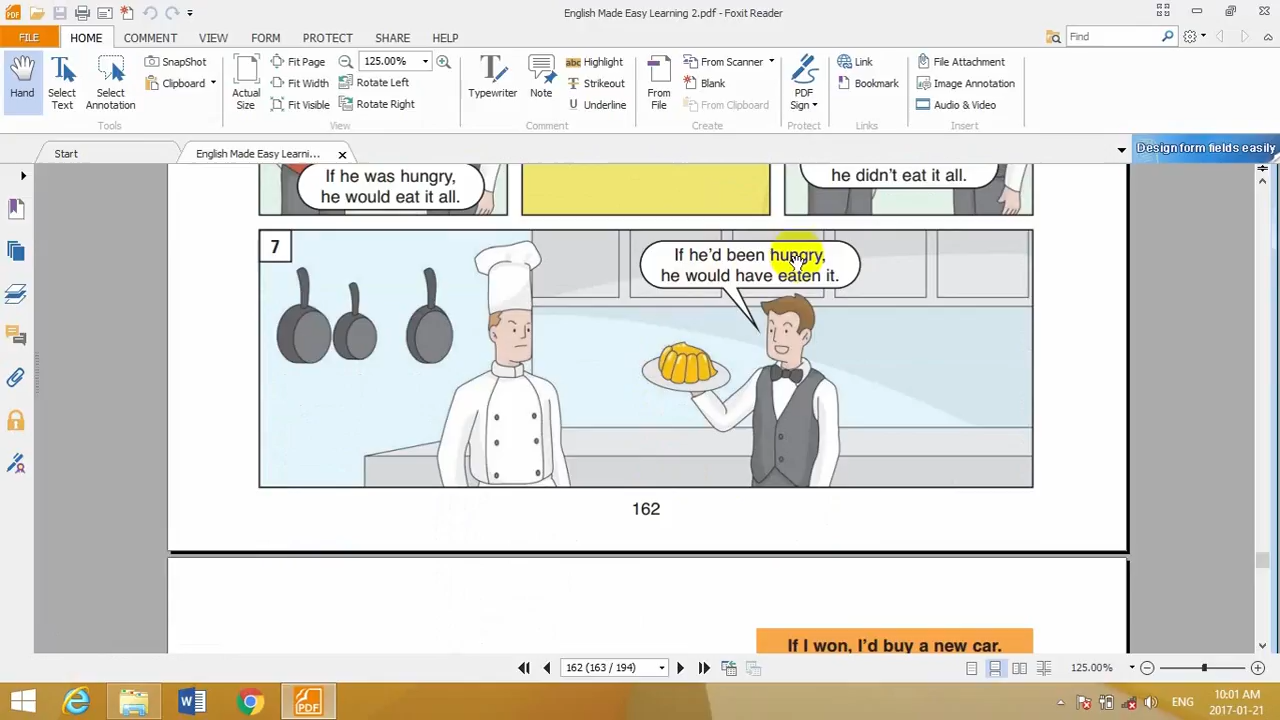 English Made Easy Learning 2.pdf - Foxit Reader
FILE HOME COMMENT VIEW FORM PROTECT SHARE HELP
Find
Hand
Select Text
Select Annotation
SnapShot
Clipboard
Tools
Actual Size
Fit Page
Fit Width
Fit Visible
125.00%
Rotate Left
Rotate Right
View
Typewriter
Note
Highlight
Strikeout
Underline
Comment
From File
From Scanner
Blank
From Clipboard
Create
PDF Sign
Protect
Link
Bookmark
Links
File Attachment
Image Annotation
Audio & Video
Insert
Start
English Made Easy Learni...
Design form fields easily
If he was hungry,
he would eat it all.
he didn't eat it all.
7
If he'd been hungry,
he would have eaten it.
162
If I won, I'd buy a new car.
162 (163 / 194)
125.00%
ENG
10:01 AM
2017-01-21